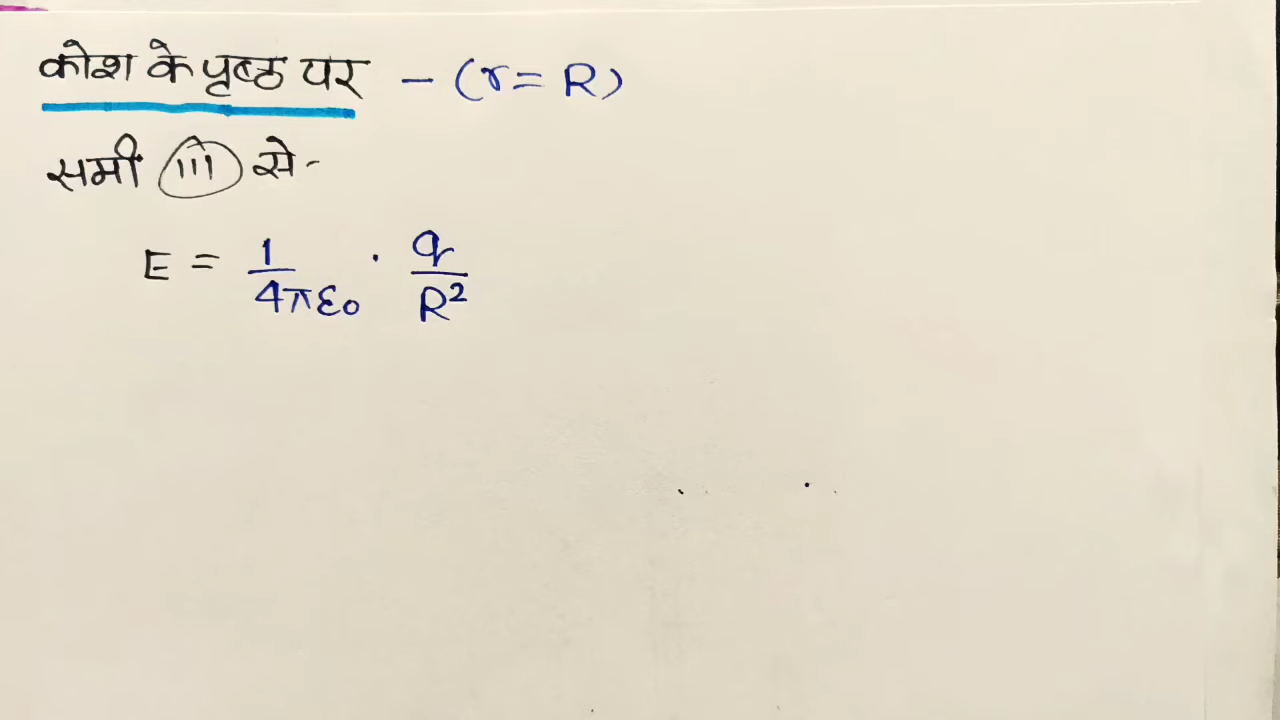 कोश के पृष्ठ पर - (r = R)
समी (iii) से -
E = 1/4πε₀ · q/R²